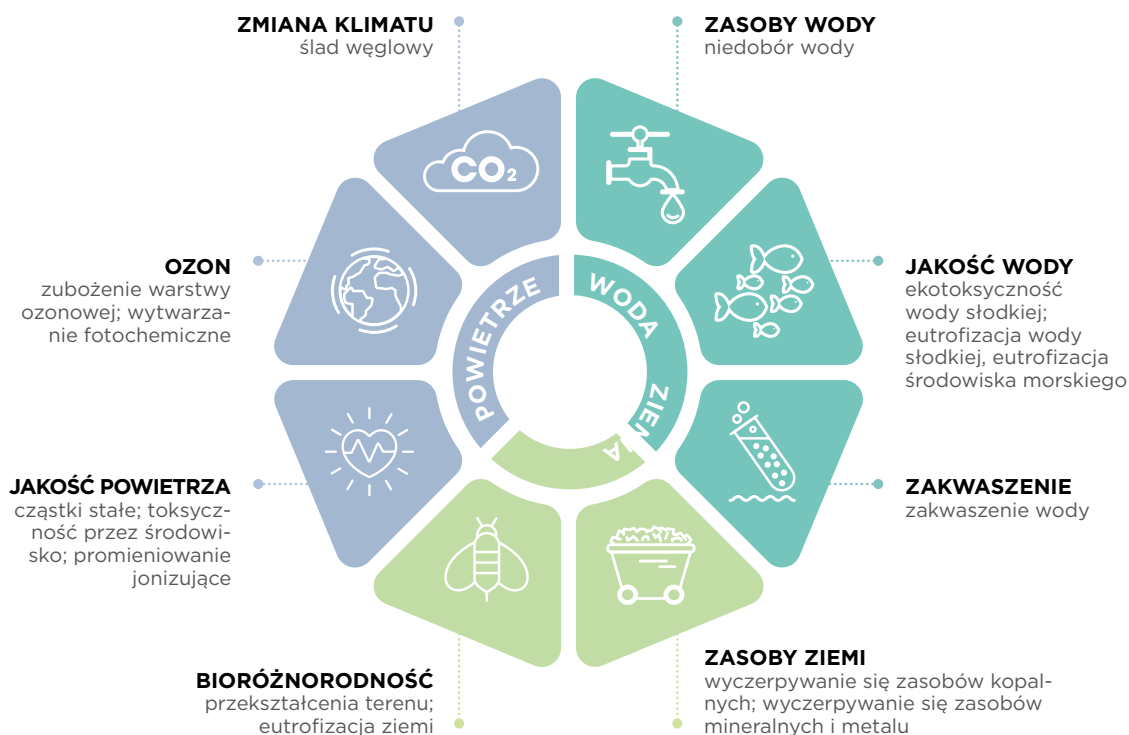 ZMIANA KLIMATU
ślad węglowy
ZASOBY WODY
niedobór wody
CO₂
OZON
zubożenie warstwy
ozonowej; wytwarza-
nie fotochemiczne
JAKOŚĆ WODY
ekotoksyczność
wody słodkiej;
eutrofizacja wody
słodkiej, eutrofizacja
środowiska morskiego
POWIETRZE
WODA
ZIEMIA
JAKOŚĆ POWIETRZA
cząstki stałe; toksycz-
ność przez środowi-
sko; promieniowanie
jonizujące
ZAKWASZENIE
zakwaszenie wody
BIORÓŻNORODNOŚĆ
przekształcenia terenu;
eutrofizacja ziemi
ZASOBY ZIEMI
wyczerpywanie się zasobów kopal-
nych; wyczerpywanie się zasobów
mineralnych i metalu